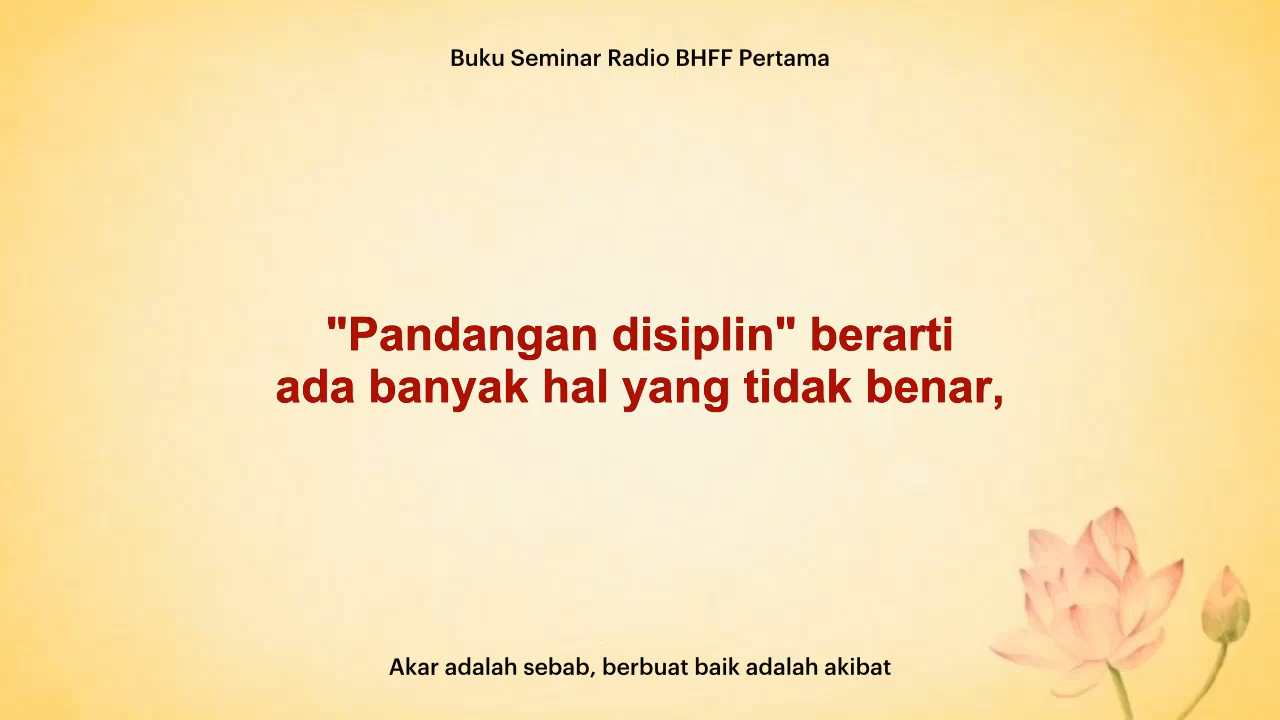 Buku Seminar Radio BHFF Pertama
"Pandangan disiplin" berarti
ada banyak hal yang tidak benar,
Akar adalah sebab, berbuat baik adalah akibat